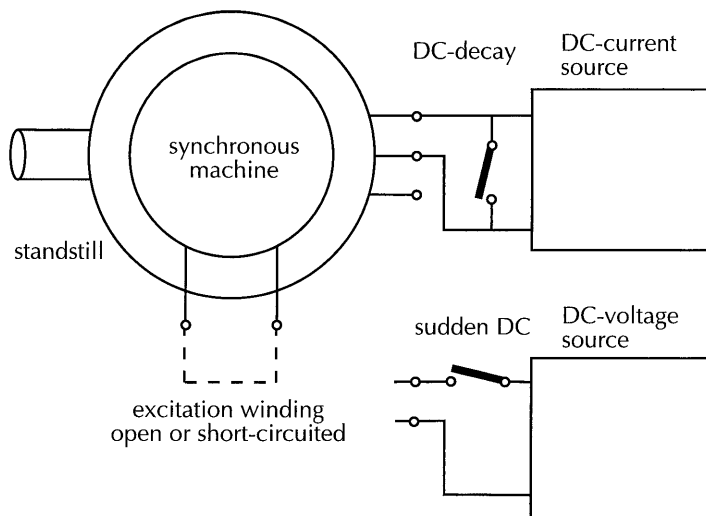 DC-decay
DC-current
source
synchronous
machine
standstill
sudden DC
DC-voltage
source
excitation winding
open or short-circuited